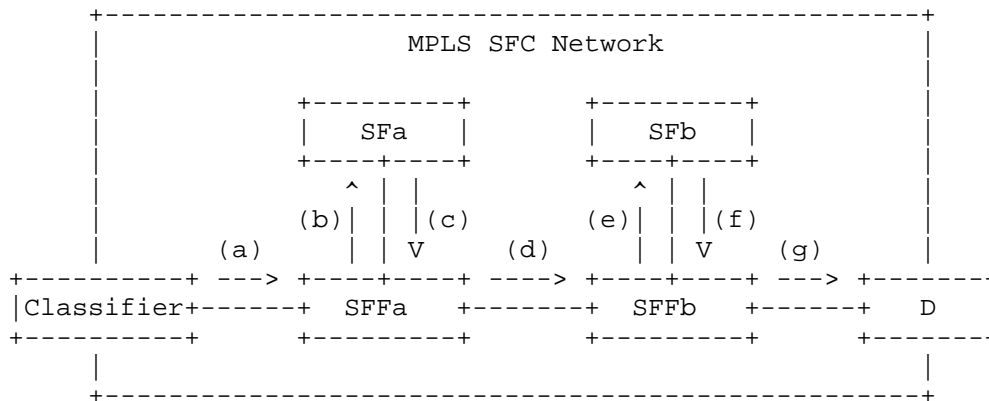 MPLS SFC Network
SFa SFb
(b) (c) (e) (f)
(a) (d) (g)
Classifier SFFa SFFb D